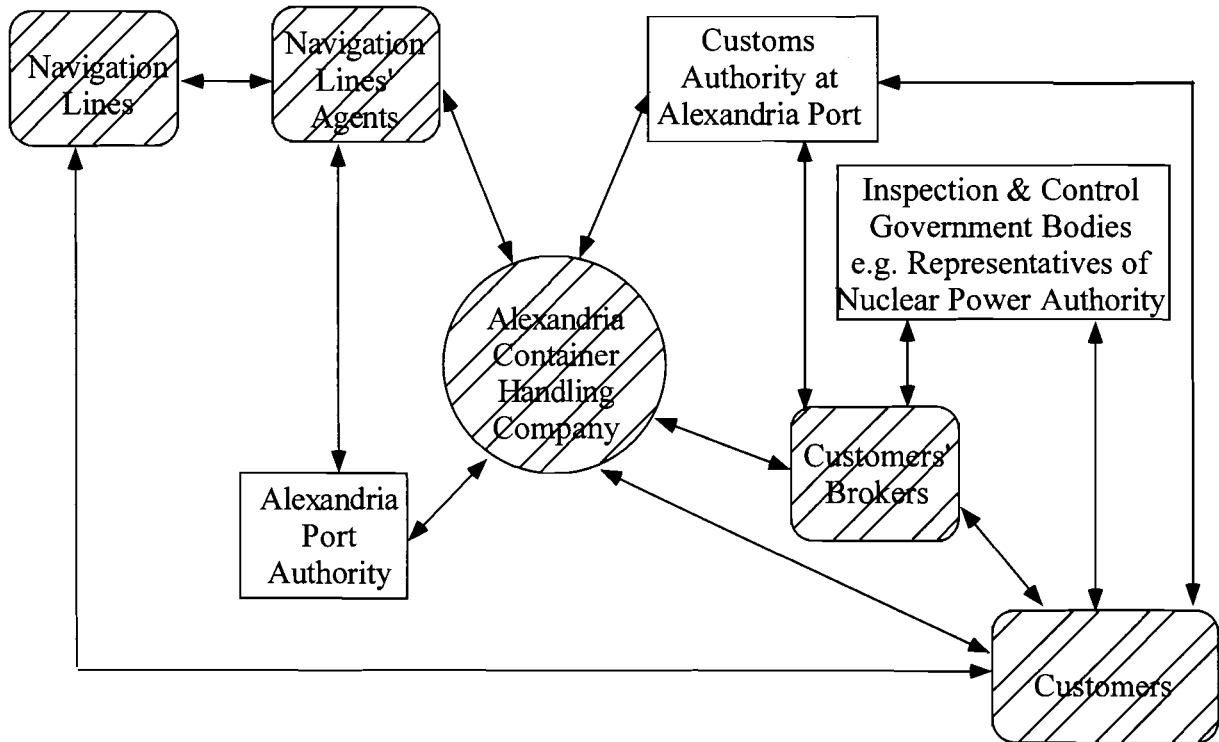 Navigation
Lines
Navigation
Lines'
Agents
Customs
Authority at
Alexandria Port
Inspection & Control
Government Bodies
e.g. Representatives of
Nuclear Power Authority
Alexandria
Container
Handling
Company
Customers'
Brokers
Alexandria
Port
Authority
Customers